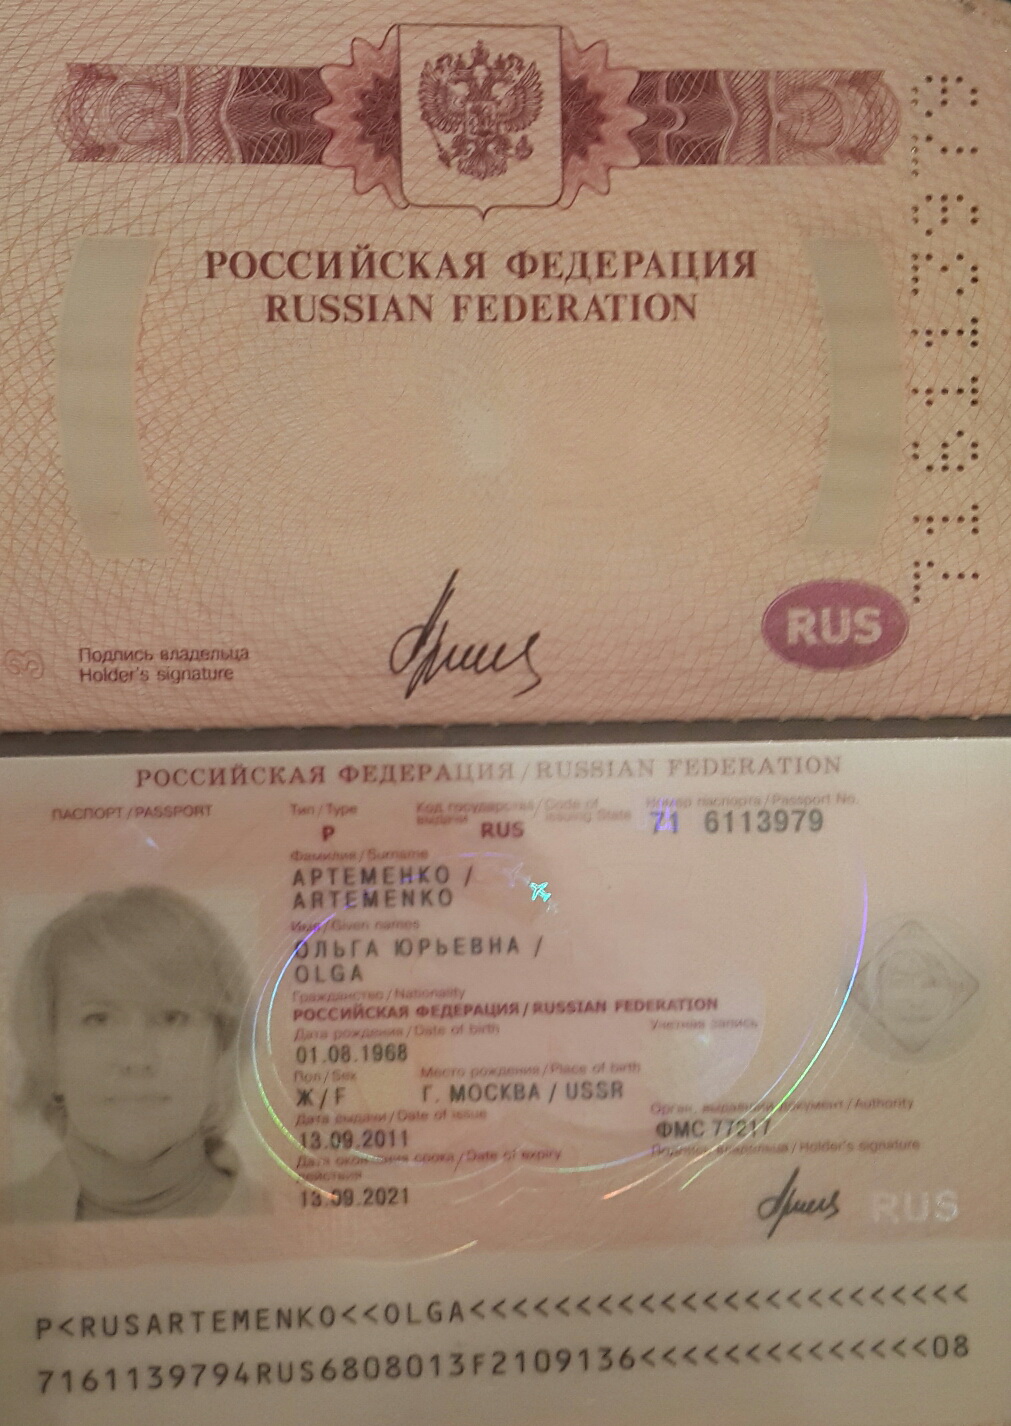 РОССИЙСКАЯ ФЕДЕРАЦИЯ
RUSSIAN FEDERATION
RUS
Подпись владельца
Holder's signature
РОССИЙСКАЯ ФЕДЕРАЦИЯ / RUSSIAN FEDERATION
ПАСПОРТ / PASSPORT
Тип / Type
Код государства / Code of
выдачи issuing State
Номер паспорта / Passport No.
P
RUS
71 6113979
Фамилия / Surname
АРТЕМЕНКО /
ARTEMENKO
Имя / Given names
ОЛЬГА ЮРЬЕВНА /
OLGA
Гражданство / Nationality
РОССИЙСКАЯ ФЕДЕРАЦИЯ / RUSSIAN FEDERATION
Дата рождения / Date of birth
Учетная запись
01.08.1968
Пол / Sex
Место рождения / Place of birth
Ж / F
Г. МОСКВА / USSR
Дата выдачи / Date of issue
Орган, выдавший документ / Authority
13.09.2011
ФМС 77217
Дата окончания срока / Date of expiry
действия
Подпись владельца / Holder's signature
13.09.2021
RUS
P<RUSARTEMENKO<<OLGA<<<<<<<<<<<<<<<<<<<<<<<<
7161139794RUS6808013F2109136<<<<<<<<<<<<<<08